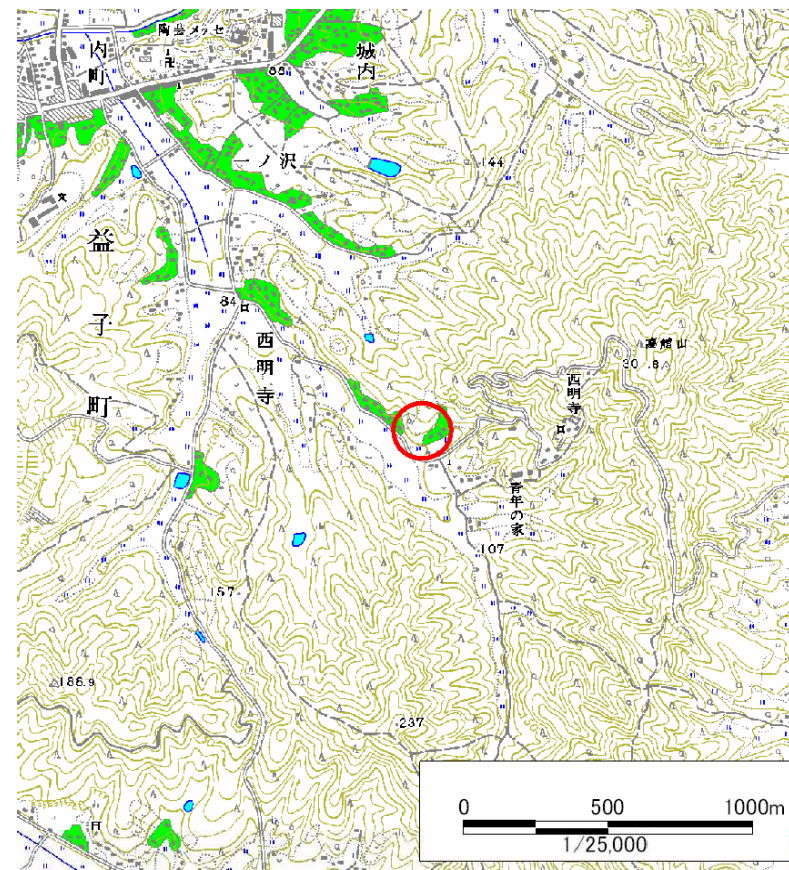 陶芸メッセ
内町
城内
88
一ノ沢
144
益子町
84
西明寺
高館山
西明寺
青年の家
107
157
188.9
237
0 500 1000m
1/25,000